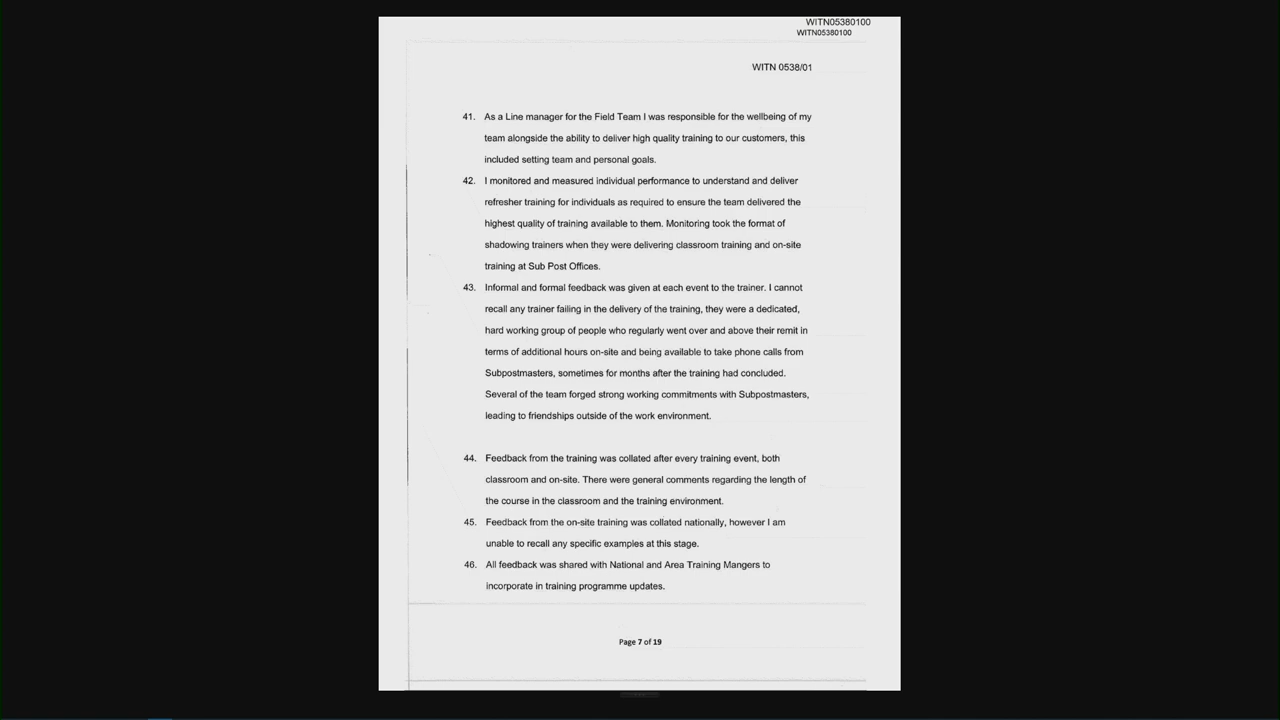 WITN05380100
WITN05380100
WITN 0538/01
41. As a Line manager for the Field Team I was responsible for the wellbeing of my
team alongside the ability to deliver high quality training to our customers, this
included setting team and personal goals.
42. I monitored and measured individual performance to understand and deliver
refresher training for individuals as required to ensure the team delivered the
highest quality of training available to them. Monitoring took the format of
shadowing trainers when they were delivering classroom training and on-site
training at Sub Post Offices.
43. Informal and formal feedback was given at each event to the trainer. I cannot
recall any trainer failing in the delivery of the training, they were a dedicated,
hard working group of people who regularly went over and above their remit in
terms of additional hours on-site and being available to take phone calls from
Subpostmasters, sometimes for months after the training had concluded.
Several of the team forged strong working commitments with Subpostmasters,
leading to friendships outside of the work environment.
44. Feedback from the training was collated after every training event, both
classroom and on-site. There were general comments regarding the length of
the course in the classroom and the training environment.
45. Feedback from the on-site training was collated nationally, however I am
unable to recall any specific examples at this stage.
46. All feedback was shared with National and Area Training Mangers to
incorporate in training programme updates.
Page 7 of 19